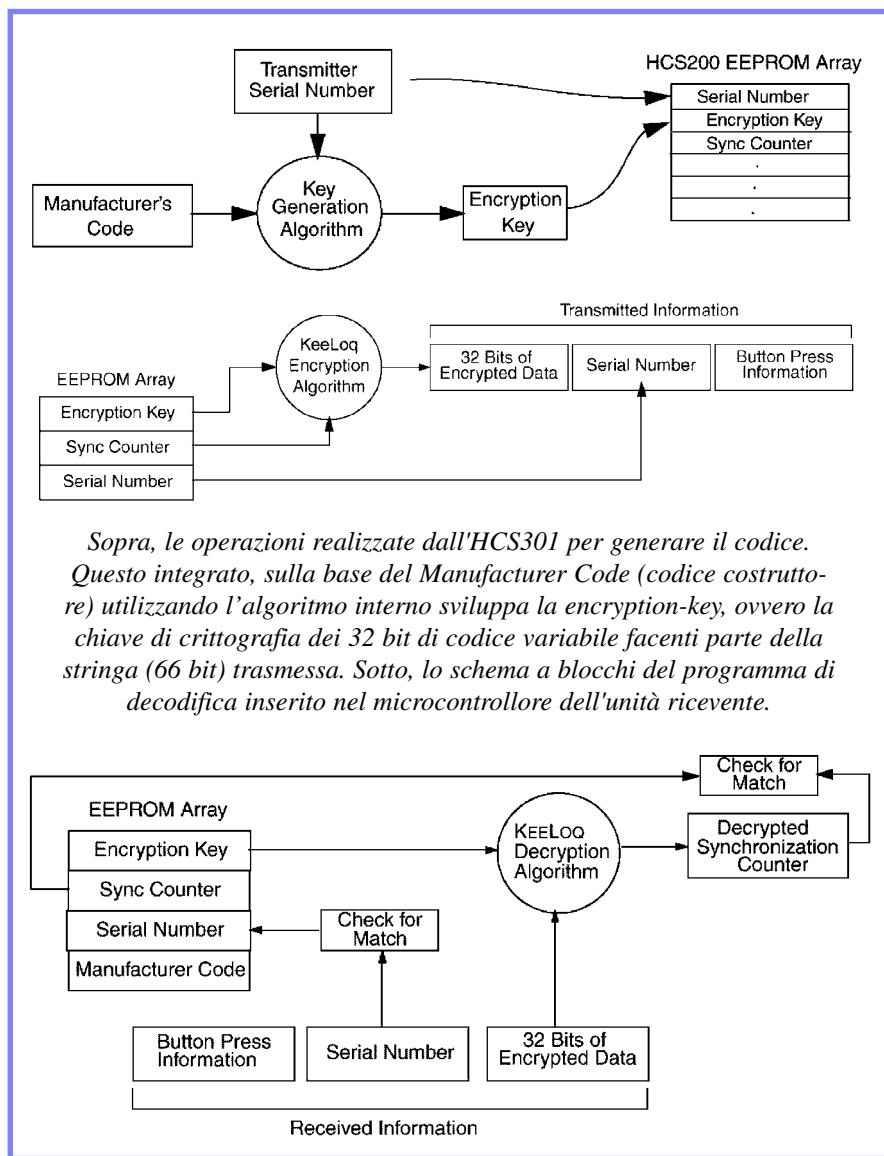 Transmitter
Serial Number
HCS200 EEPROM Array
Serial Number
Encryption Key
Sync Counter
.
.
.
Manufacturer's
Code
Key
Generation
Algorithm
Encryption
Key
Transmitted Information
KeeLoq
Encryption
Algorithm
32 Bits of
Encrypted Data
Serial Number
Button Press
Information
EEPROM Array
Encryption Key
Sync Counter
Serial Number
Sopra, le operazioni realizzate dall'HCS301 per generare il codice.
Questo integrato, sulla base del Manufacturer Code (codice costrutto-
re) utilizzando l'algoritmo interno sviluppa la encryption-key, ovvero la
chiave di crittografia dei 32 bit di codice variabile facenti parte della
stringa (66 bit) trasmessa. Sotto, lo schema a blocchi del programma di
decodifica inserito nel microcontrollore dell'unità ricevente.
Check for
Match
EEPROM Array
Encryption Key
Sync Counter
Serial Number
Manufacturer Code
KEELOQ
Decryption
Algorithm
Decrypted
Synchronization
Counter
Check for
Match
Button Press
Information
Serial Number
32 Bits of
Encrypted Data
Received Information